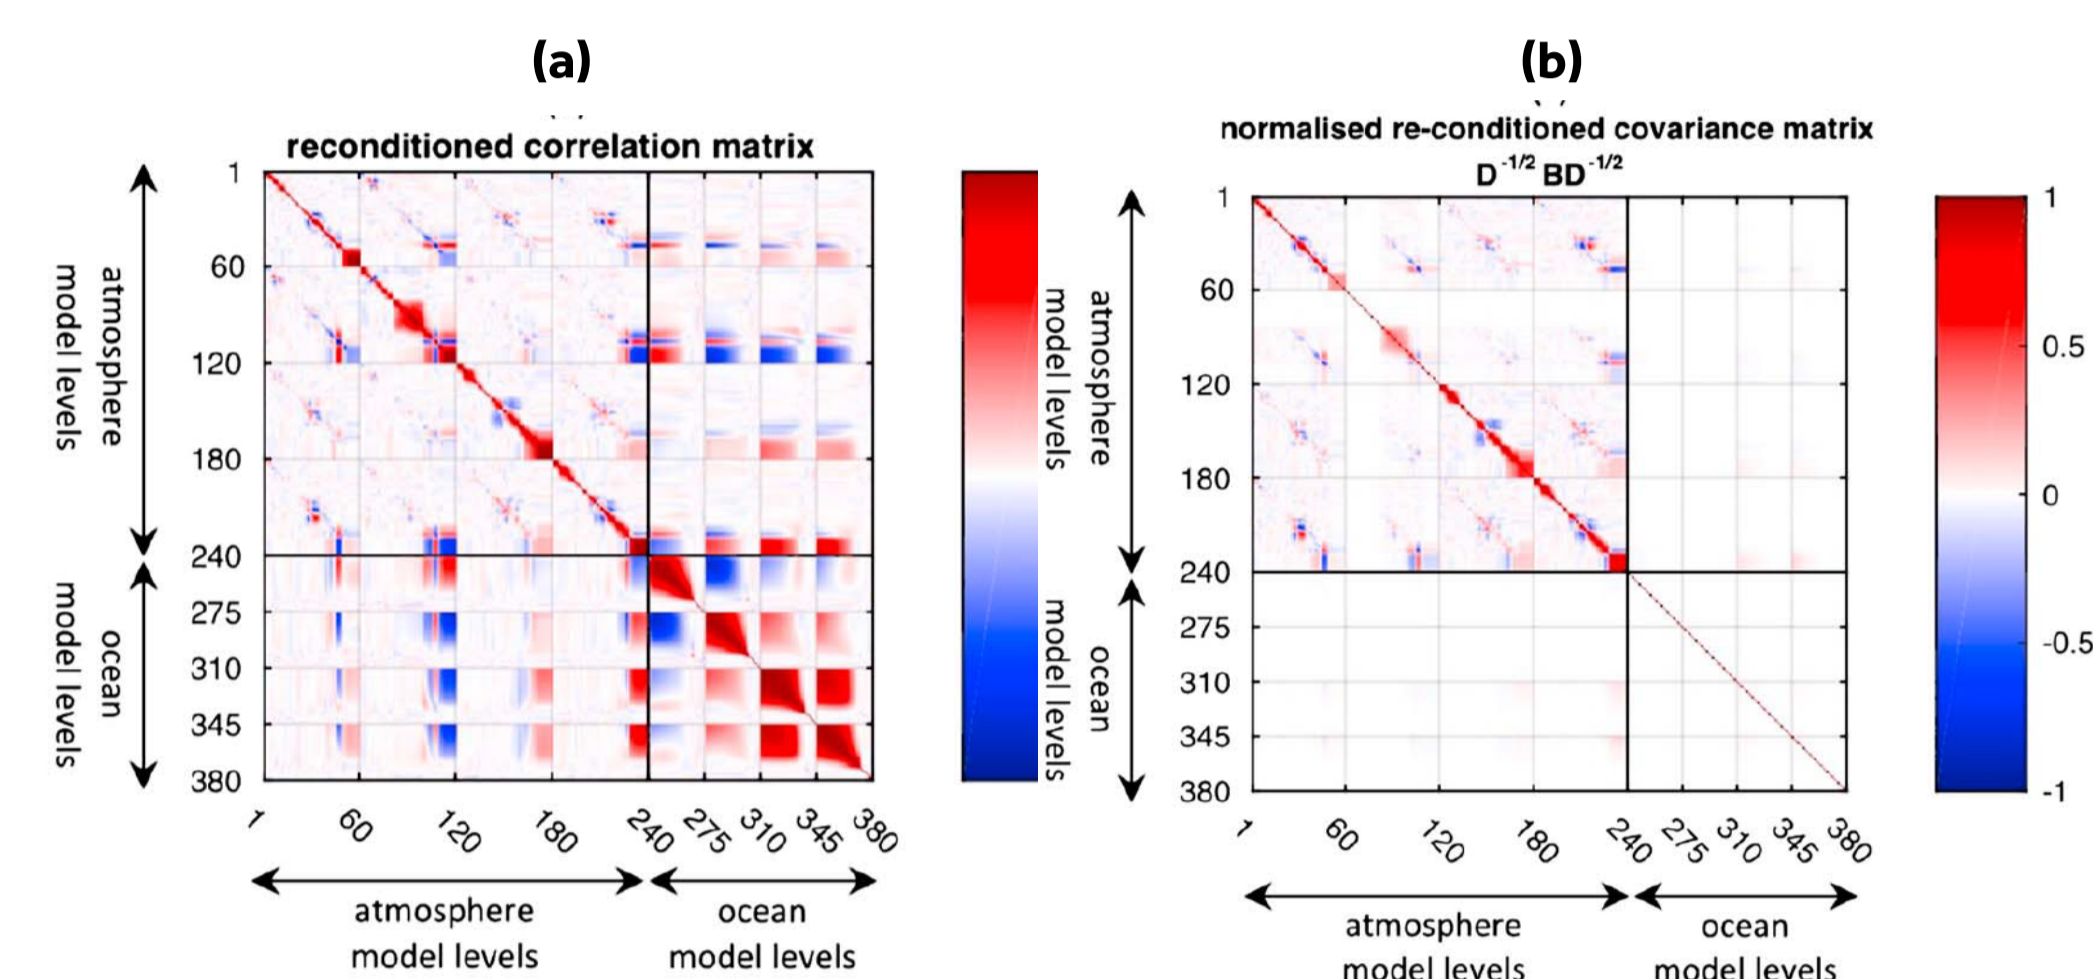 (a)
reconditioned correlation matrix
1
60
120
180
240
275
310
345
380
1
60
120
180
240
275
310
345
380
atmosphere
model levels
ocean
model levels
atmosphere
model levels
ocean
model levels
(b)
normalised re-conditioned covariance matrix
D-1/2 BD-1/2
1
60
120
180
240
275
310
345
380
1
60
120
180
240
275
310
345
380
atmosphere
model levels
ocean
model levels
atmosphere
model levels
ocean
model levels
1
0.5
0
-0.5
-1